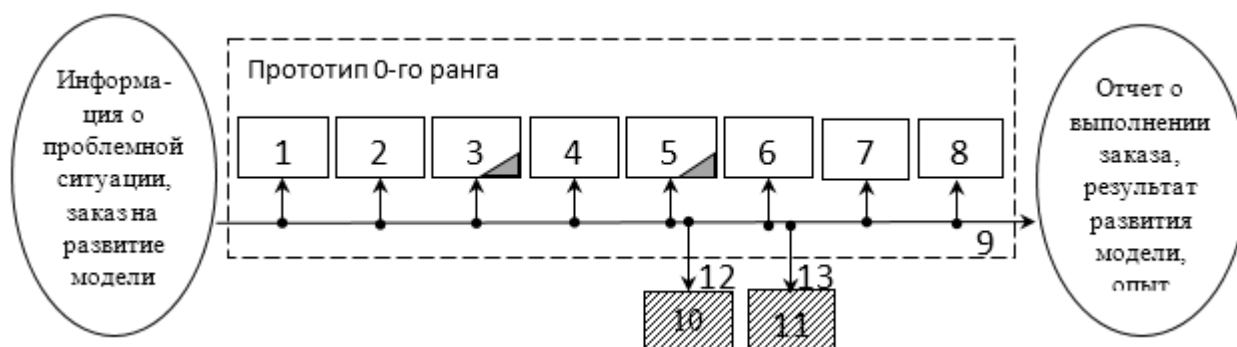 Информа-
ция о
проблемной
ситуации,
заказ на
развитие
модели
Прототип 0-го ранга
1 2 3 4 5 6 7 8
9
12 13
10 11
Отчет о
выполнении
заказа,
результат
развития
модели,
опыт